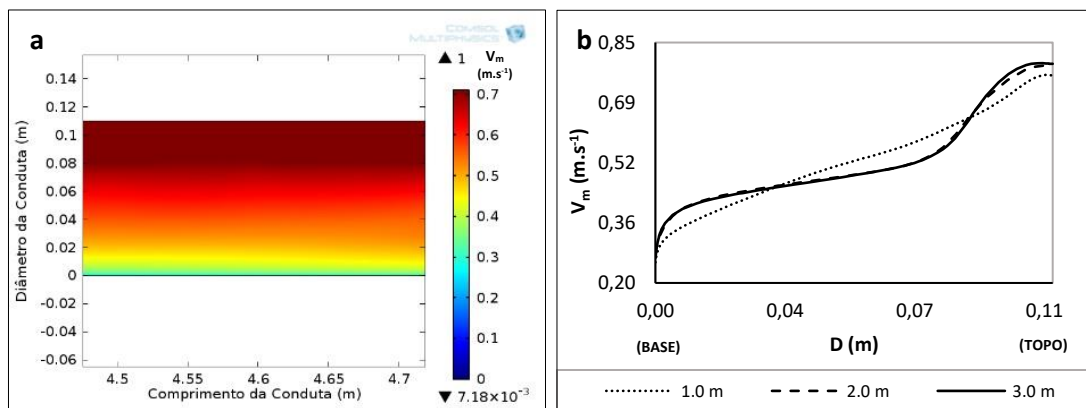 a
COMSOL
MULTIPHYSICS
▲ 1
Vm
(m.s⁻¹)
Diâmetro da Conduta (m)
0.14
0.12
0.1
0.08
0.06
0.04
0.02
0
-0.02
-0.04
-0.06
4.5 4.55 4.6 4.65 4.7
Comprimento da Conduta (m)
0.7
0.6
0.5
0.4
0.3
0.2
0.1
0
▼ 7.18×10⁻³
b
Vm (m.s⁻¹)
0,85
0,69
0,52
0,36
0,20
0,00 0,04 0,07 0,11
(BASE) D (m) (TOPO)
1.0 m 2.0 m 3.0 m